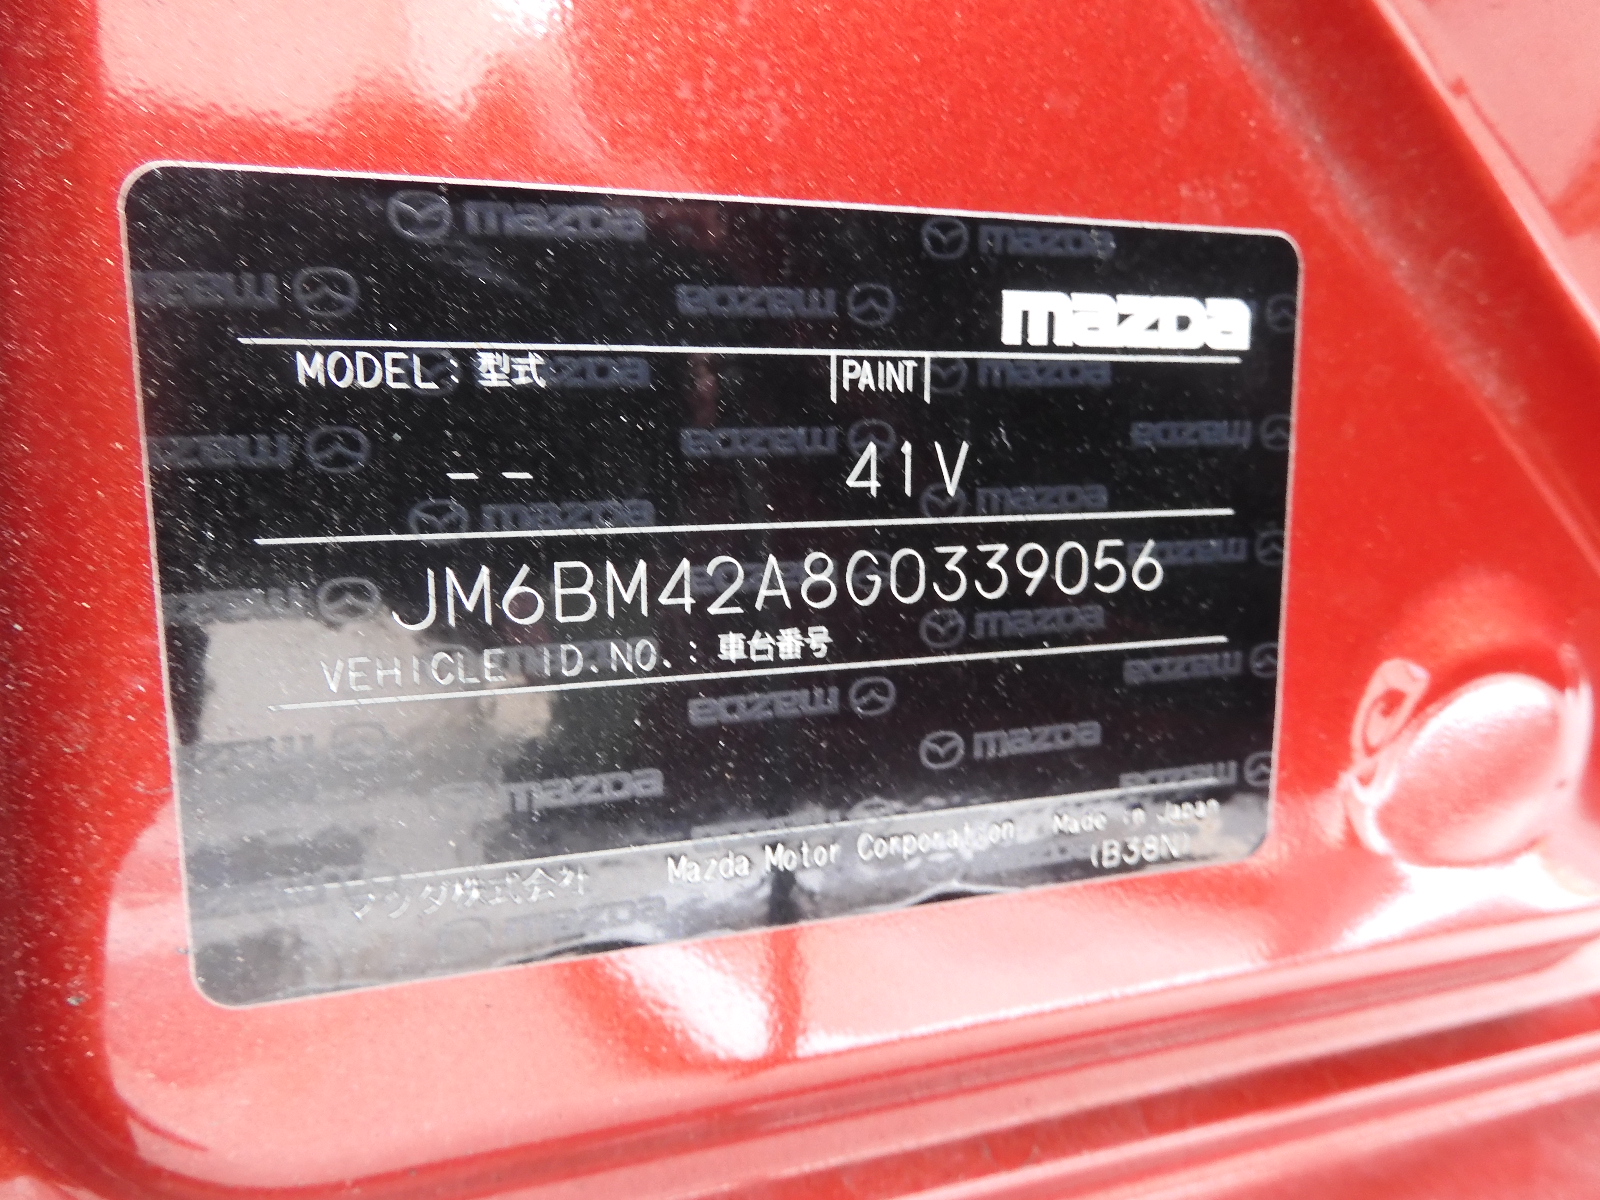 mazda
MODEL: 型式 PAINT
-- 41V
JM6BM42A8G0339056
VEHICLE ID.NO.: 車台番号
マツダ株式会社 Mazda Motor Corporation Made in Japan
(B38N)